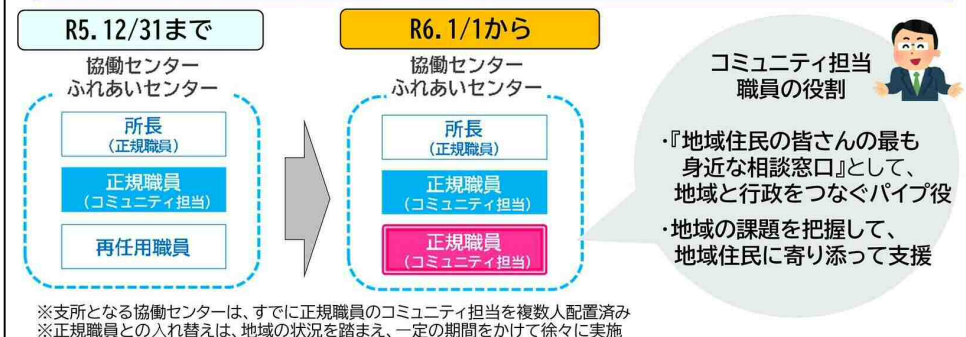 R5.12/31まで
協働センター
ふれあいセンター
所長
(正規職員)
正規職員
(コミュニティ担当)
再任用職員
R6.1/1から
協働センター
ふれあいセンター
所長
(正規職員)
正規職員
(コミュニティ担当)
正規職員
(コミュニティ担当)
コミュニティ担当
職員の役割
・『地域住民の皆さんの最も
身近な相談窓口』として、
地域と行政をつなぐパイプ役
・地域の課題を把握して、
地域住民に寄り添って支援
※支所となる協働センターは、すでに正規職員のコミュニティ担当を複数人配置済み
※正規職員との入れ替えは、地域の状況を踏まえ、一定の期間をかけて徐々に実施